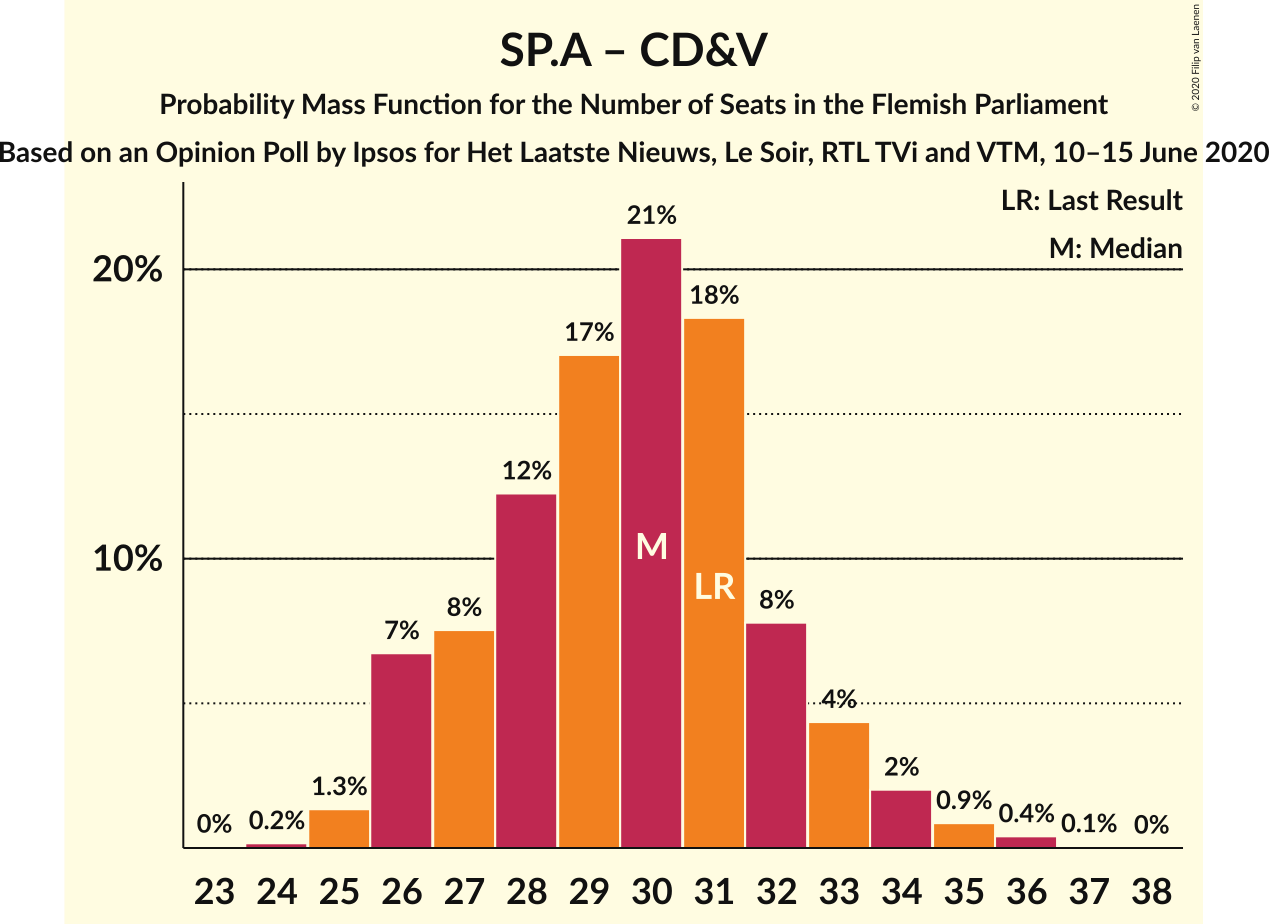 SP.A – CD&V
Probability Mass Function for the Number of Seats in the Flemish Parliament
Based on an Opinion Poll by Ipsos for Het Laatste Nieuws, Le Soir, RTL TVi and VTM, 10–15 June 2020
© 2020 Filip van Laenen
LR: Last Result
M: Median
20%
10%
0%
0.2%
1.3%
7%
8%
12%
17%
21%
18%
8%
4%
2%
0.9%
0.4%
0.1%
0%
M
LR
23 24 25 26 27 28 29 30 31 32 33 34 35 36 37 38